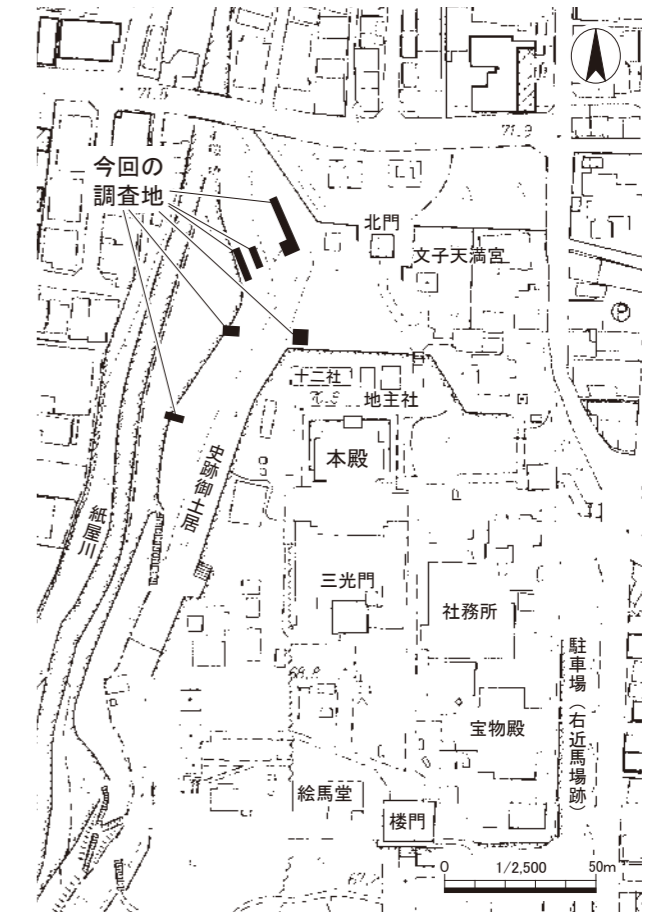 71.9
今回の
調査地
北門
文子天満宮
十二社
地主社
本殿
史跡御土居
紙屋川
三光門
社務所
駐車場（右近馬場跡）
宝物殿
絵馬堂
楼門
0 1/2,500 50m